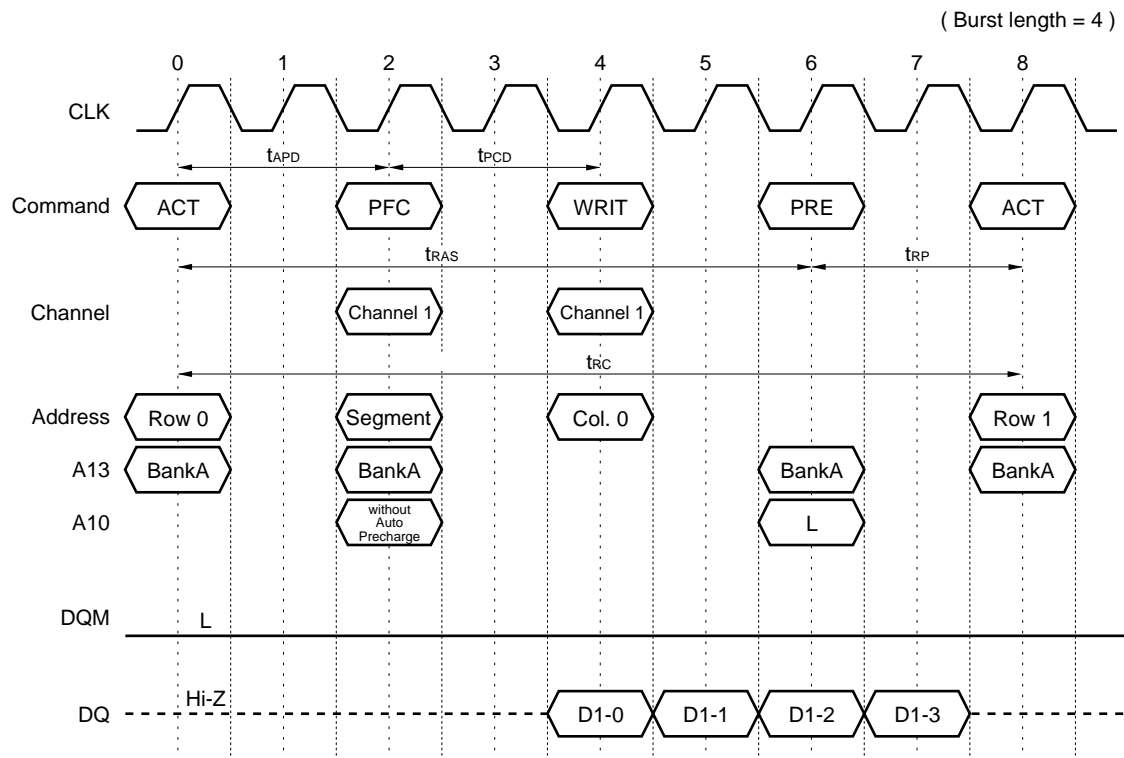 ( Burst length = 4 )
0 1 2 3 4 5 6 7 8
CLK
tAPD tPCD
Command ACT PFC WRIT PRE ACT
tRAS tRP
Channel Channel 1 Channel 1
tRC
Address Row 0 Segment Col. 0 Row 1
A13 BankA BankA BankA BankA
A10 without Auto Precharge L
DQM L
Hi-Z
DQ D1-0 D1-1 D1-2 D1-3